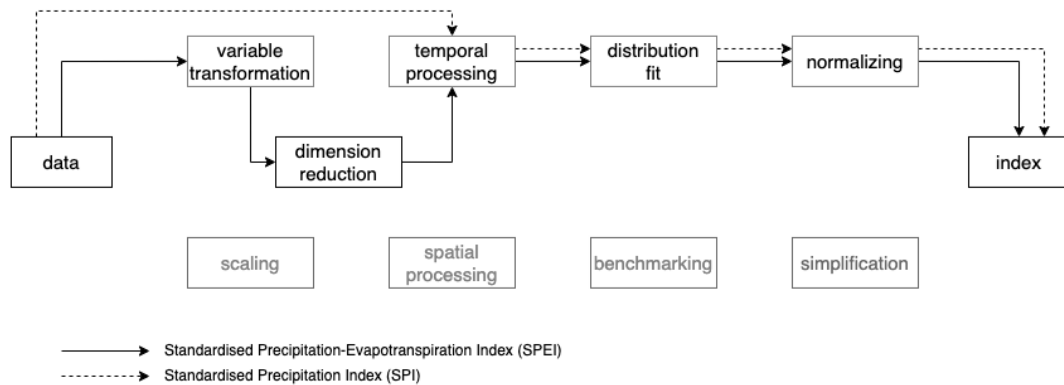 variable
transformation
temporal
processing
distribution
fit
normalizing
data
dimension
reduction
index
scaling
spatial
processing
benchmarking
simplification
Standardised Precipitation-Evapotranspiration Index (SPEI)
Standardised Precipitation Index (SPI)